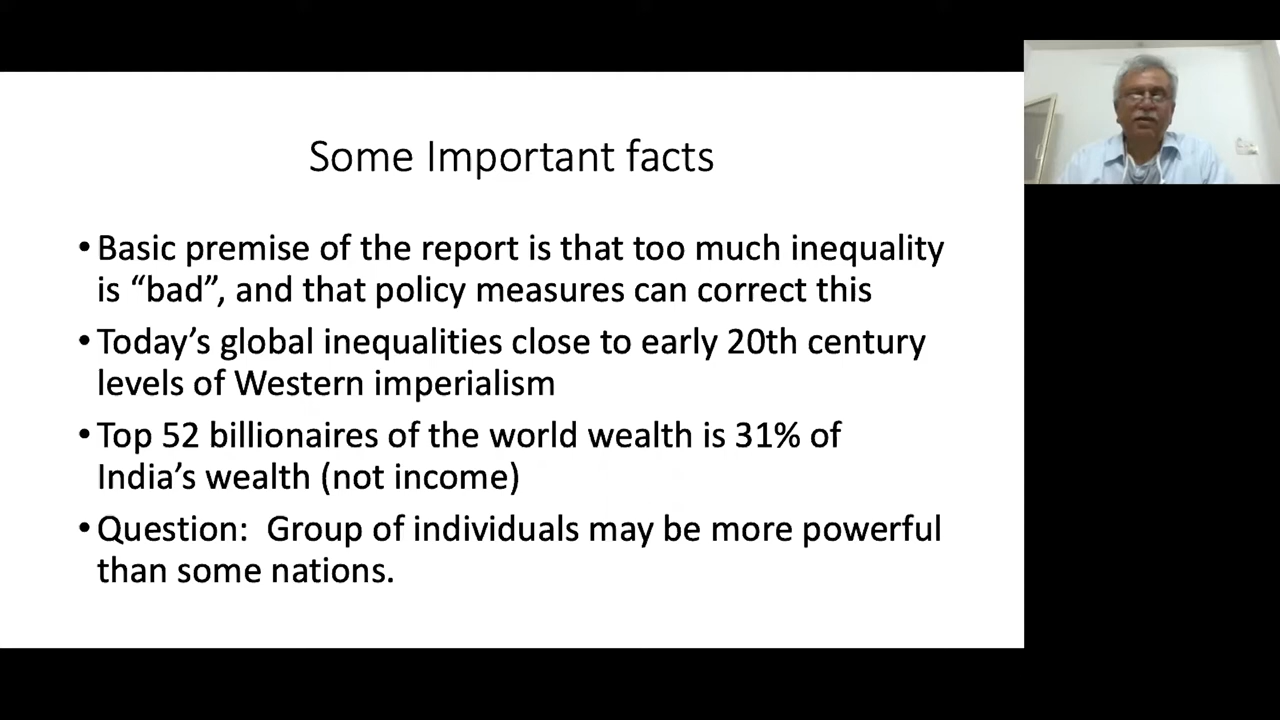 Some Important facts
• Basic premise of the report is that too much inequality
is “bad”, and that policy measures can correct this
• Today’s global inequalities close to early 20th century
levels of Western imperialism
• Top 52 billionaires of the world wealth is 31% of
India’s wealth (not income)
• Question:  Group of individuals may be more powerful
than some nations.